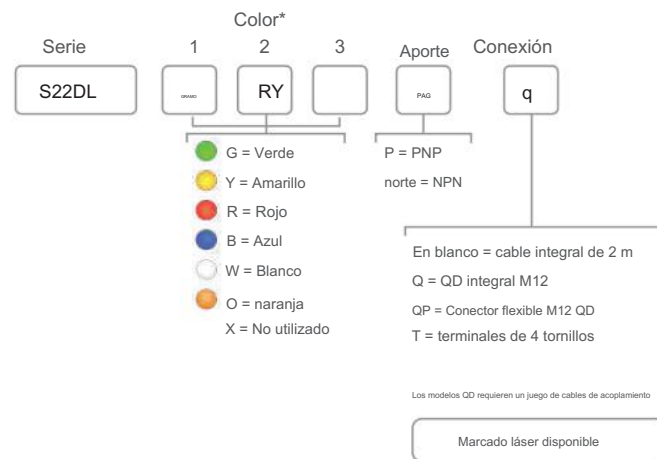 Color*
Serie 1 2 3 Aporte Conexión
S22DL GRAMO RY PAG q
G = Verde
Y = Amarillo
R = Rojo
B = Azul
W = Blanco
O = naranja
X = No utilizado
P = PNP
norte = NPN
En blanco = cable integral de 2 m
Q = QD integral M12
QP = Conector flexible M12 QD
T = terminales de 4 tornillos
Los modelos QD requieren un juego de cables de acoplamiento
Marcado láser disponible